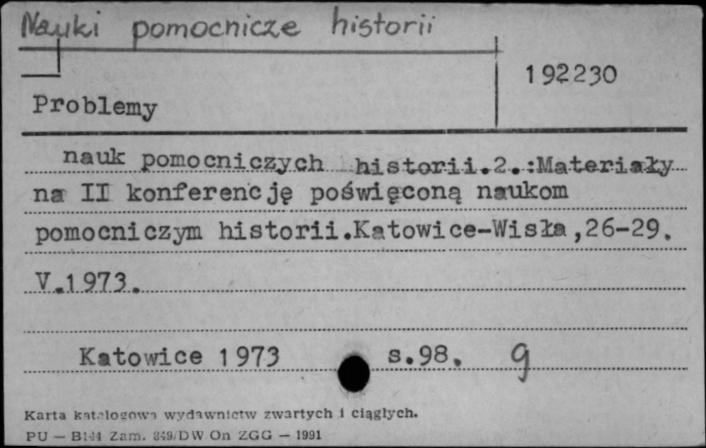 Nauki pomocnicze historii
192230
Problemy
nauk pomocniczych historii.2.:Materiały
na II konferencję poświęconą naukom
pomocniczym historii.Katowice-Wisła,26-29.
V.1973.
Katowice 1973 s.98. g
Karta katalogowa wydawnictw zwartych i ciągłych.
PU — B144 Zam. 349/DW On ZGG — 1991